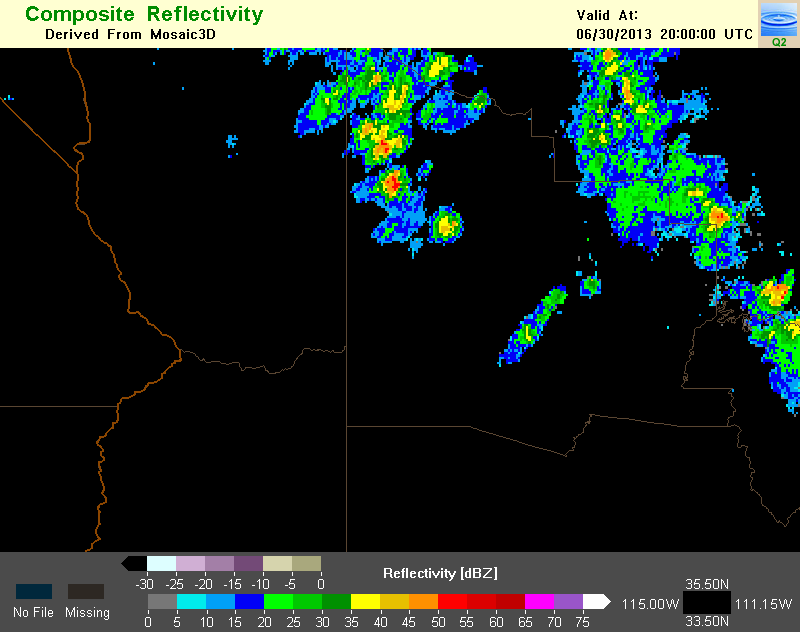 Composite Reflectivity
Derived From Mosaic3D
Valid At:
06/30/2013 20:00:00 UTC
Q2
-30 -25 -20 -15 -10 -5 0
Reflectivity [dBZ]
No File Missing
0 5 10 15 20 25 30 35 40 45 50 55 60 65 70 75
35.50N
115.00W 111.15W
33.50N